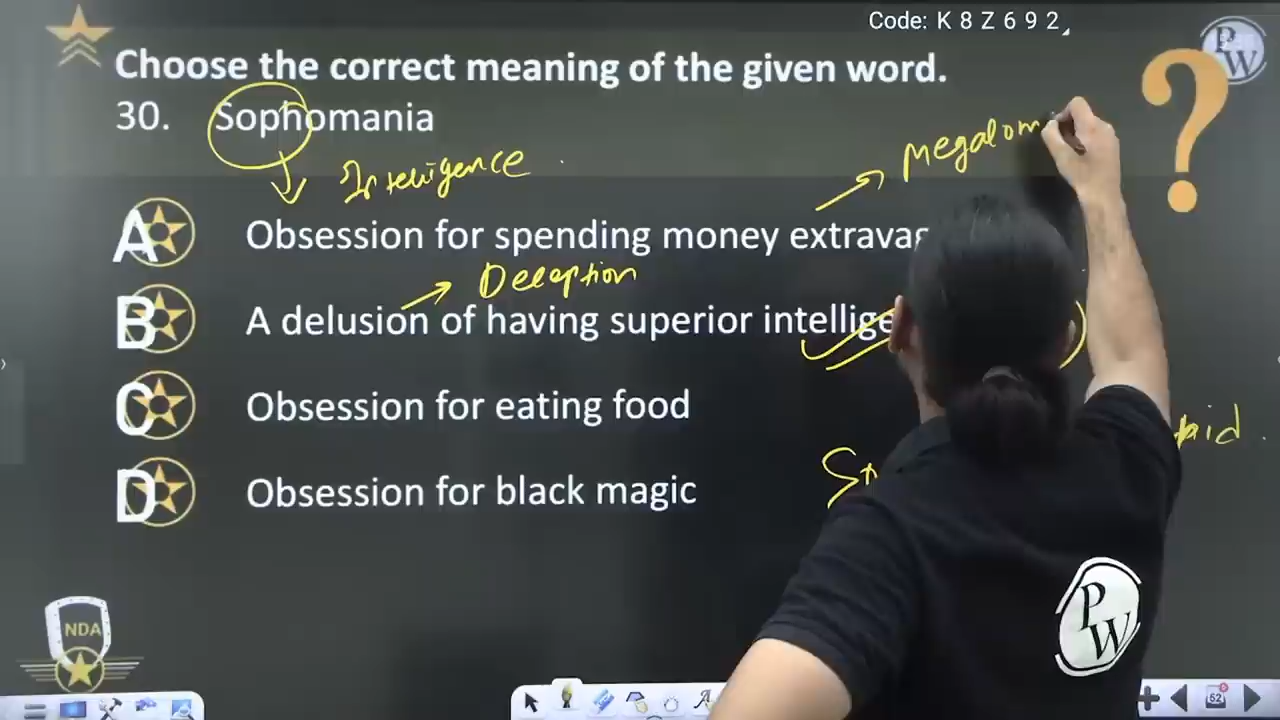 Code: K 8 Z 6 9 2
PW
Choose the correct meaning of the given word.
30. Sophomania
Intelligence
Megalom
A Obsession for spending money extravag
Deception
B A delusion of having superior intellige
C Obsession for eating food
D Obsession for black magic
PW
NDA
52